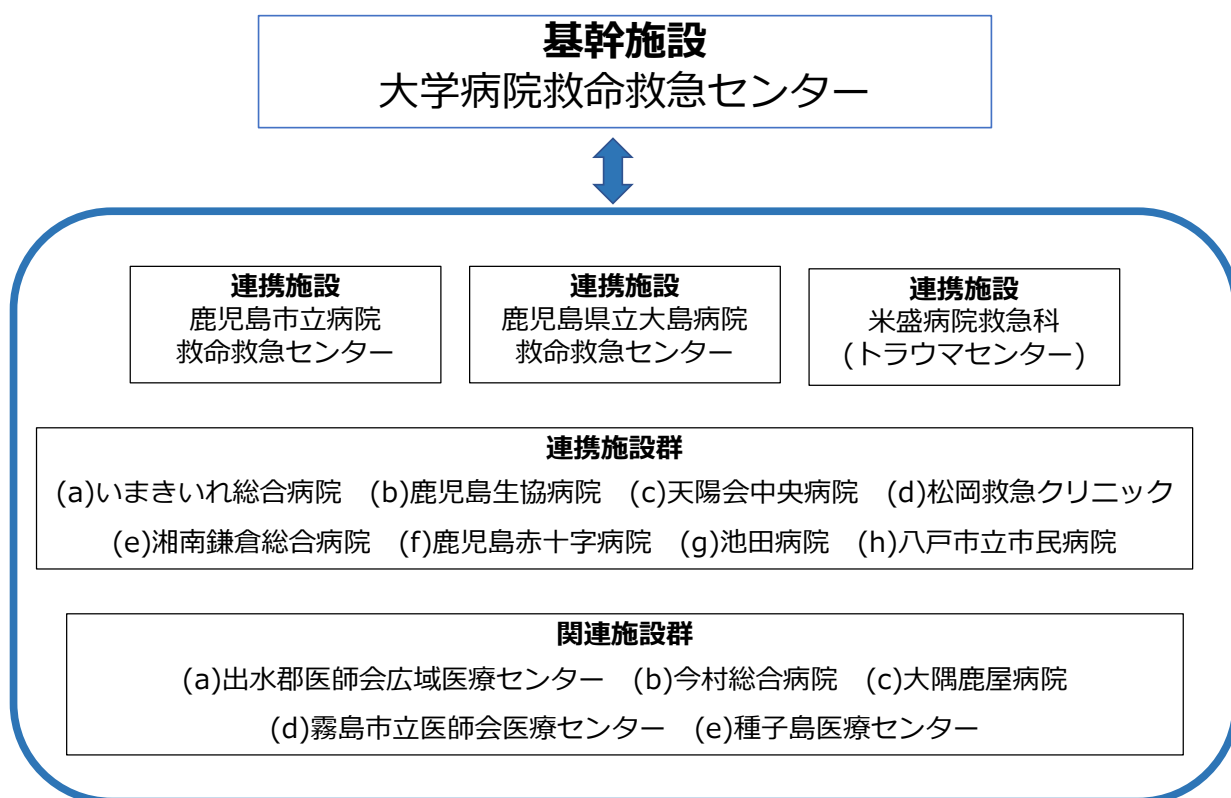 基幹施設
大学病院救命救急センター
連携施設
鹿児島市立病院
救命救急センター
連携施設
鹿児島県立大島病院
救命救急センター
連携施設
米盛病院救急科
(トラウマセンター)
連携施設群
(a)いまきいれ総合病院 (b)鹿児島生協病院 (c)天陽会中央病院 (d)松岡救急クリニック
(e)湘南鎌倉総合病院 (f)鹿児島赤十字病院 (g)池田病院 (h)八戸市立市民病院
関連施設群
(a)出水郡医師会広域医療センター (b)今村総合病院 (c)大隅鹿屋病院
(d)霧島市立医師会医療センター (e)種子島医療センター